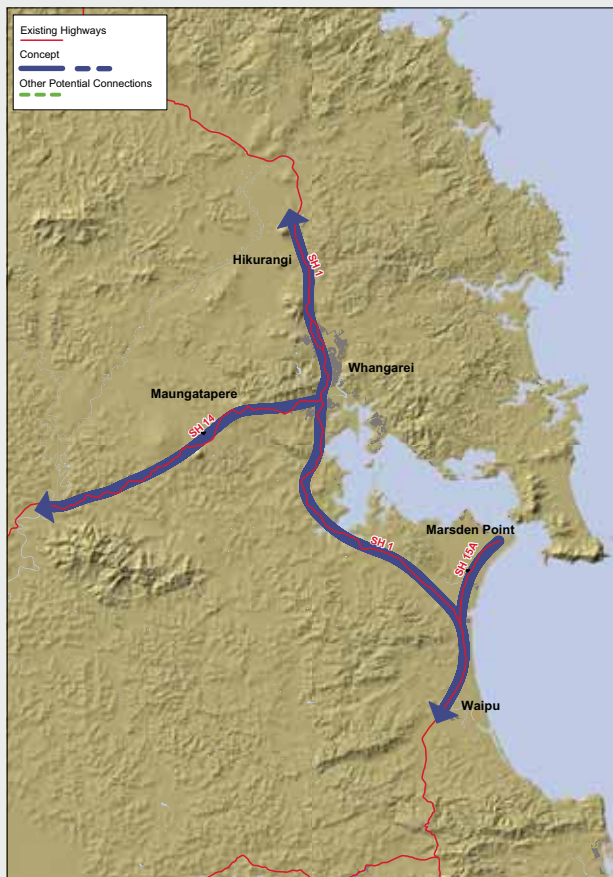 Existing Highways
Concept
Other Potential Connections
SH 1
Hikurangi
Whangarei
Maungatapere
SH 14
Marsden Point
SH 1
SH 15A
Waipu